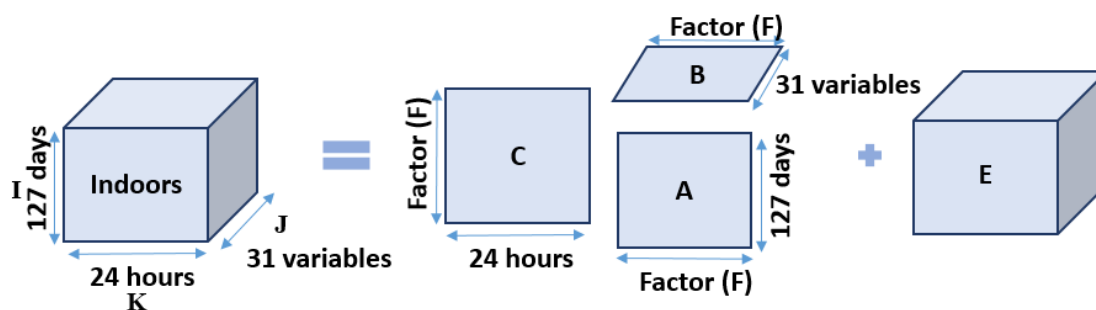 I
127 days
Indoors
J
31 variables
24 hours
K
Factor (F)
C
24 hours
Factor (F)
B
31 variables
A
127 days
Factor (F)
E